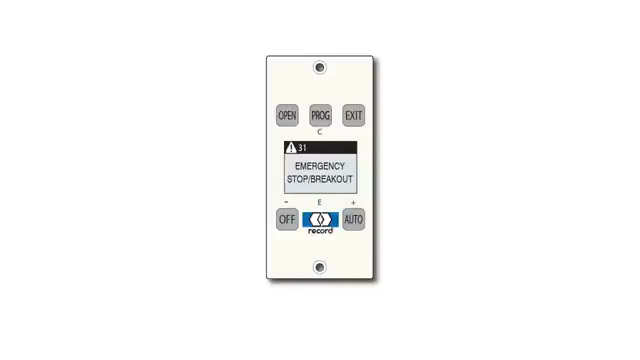 OPEN PROG EXIT
C
31
EMERGENCY
STOP/BREAKOUT
- E +
OFF AUTO
record